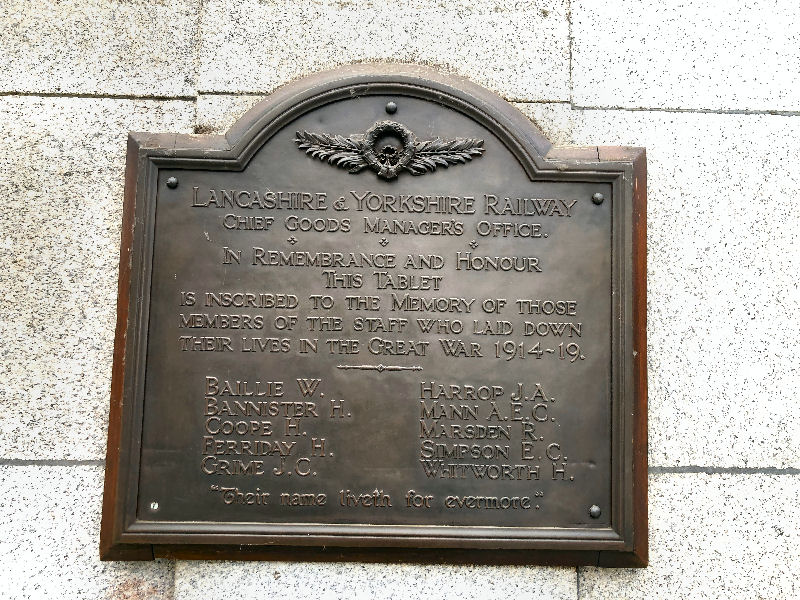 LANCASHIRE & YORKSHIRE RAILWAY
CHIEF GOODS MANAGER'S OFFICE.
IN REMEMBRANCE AND HONOUR
THIS TABLET
IS INSCRIBED TO THE MEMORY OF THOSE
MEMBERS OF THE STAFF WHO LAID DOWN
THEIR LIVES IN THE GREAT WAR 1914-19.
BAILLIE W.
BANNISTER H.
COOPE H.
FERRIDAY H.
GRIME J.C.
HARROP J.A.
MANN A.E.C.
MARSDEN R.
SIMPSON E.C.
WHITWORTH H.
"Their name liveth for evermore."